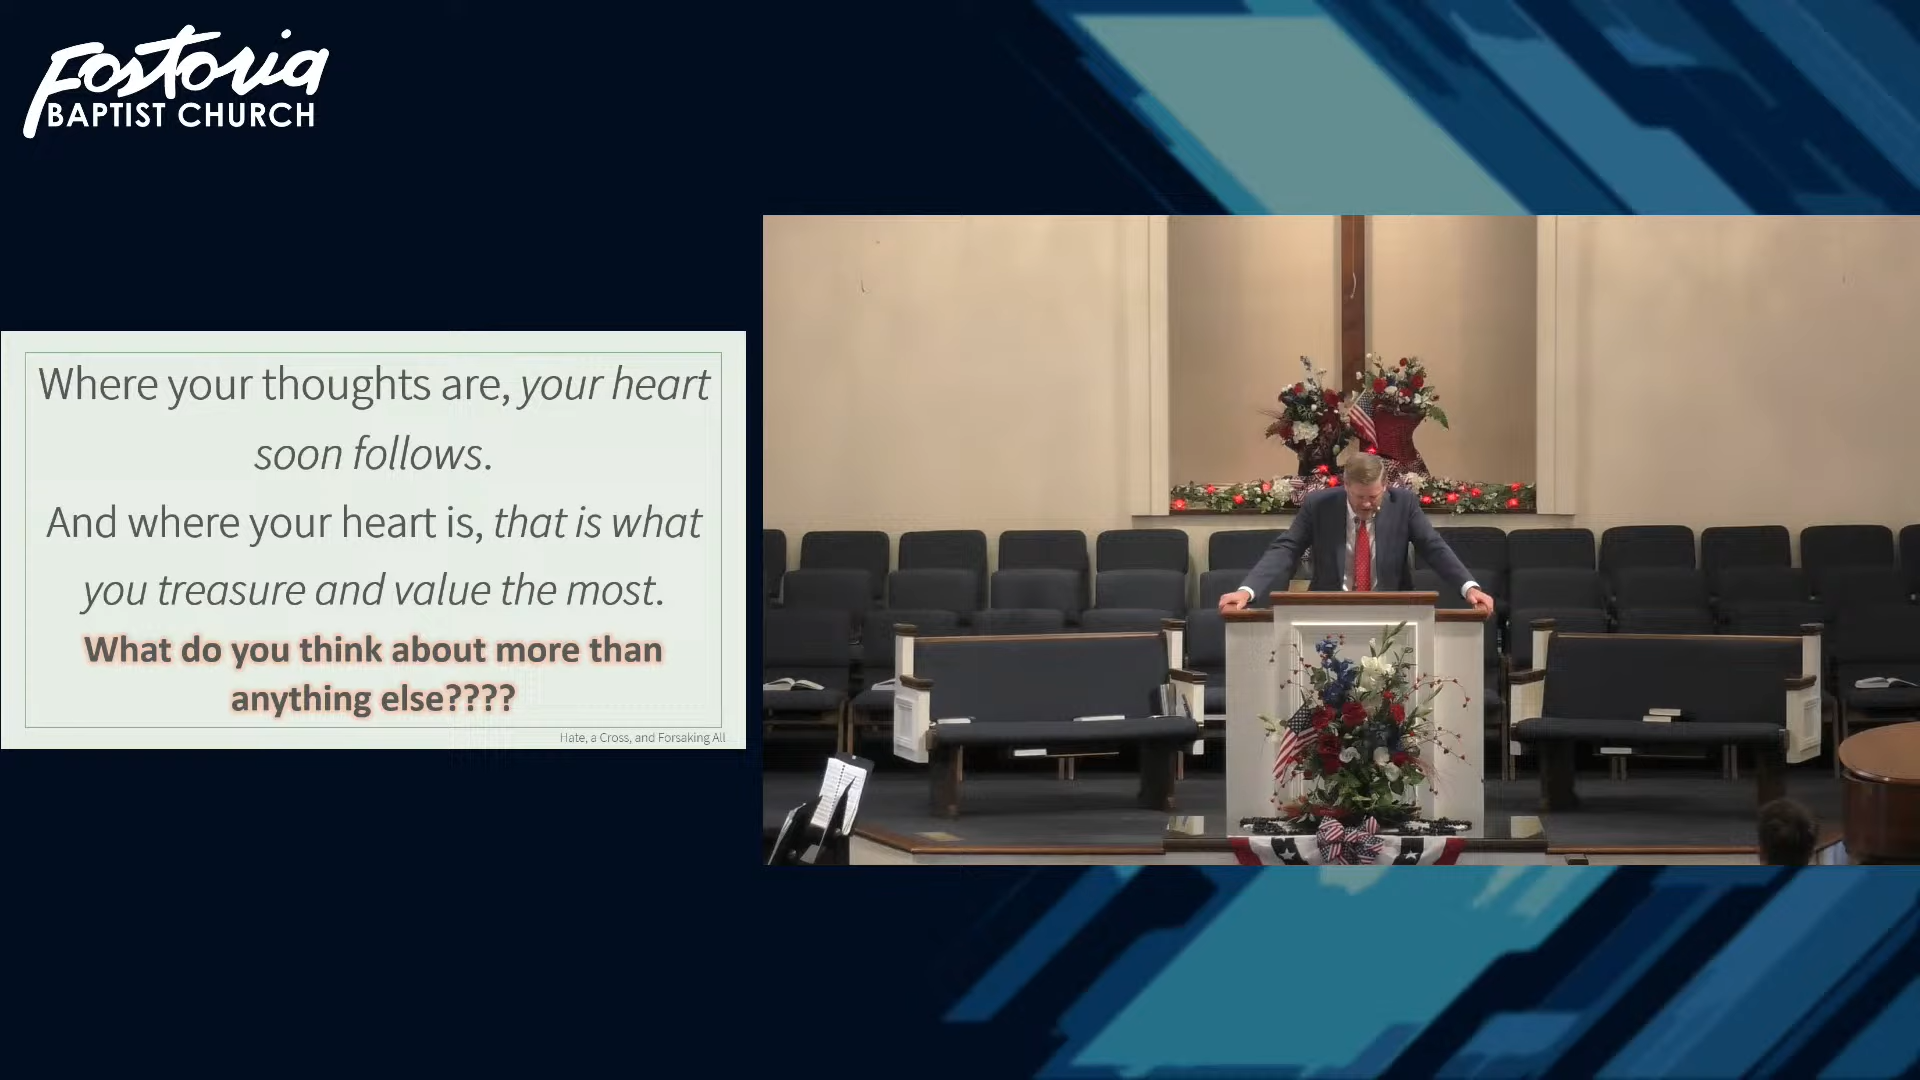 Fostoria
BAPTIST CHURCH
Where your thoughts are, your heart
soon follows.
And where your heart is, that is what
you treasure and value the most.
What do you think about more than
anything else????
Hate, a Cross, and Forsaking All